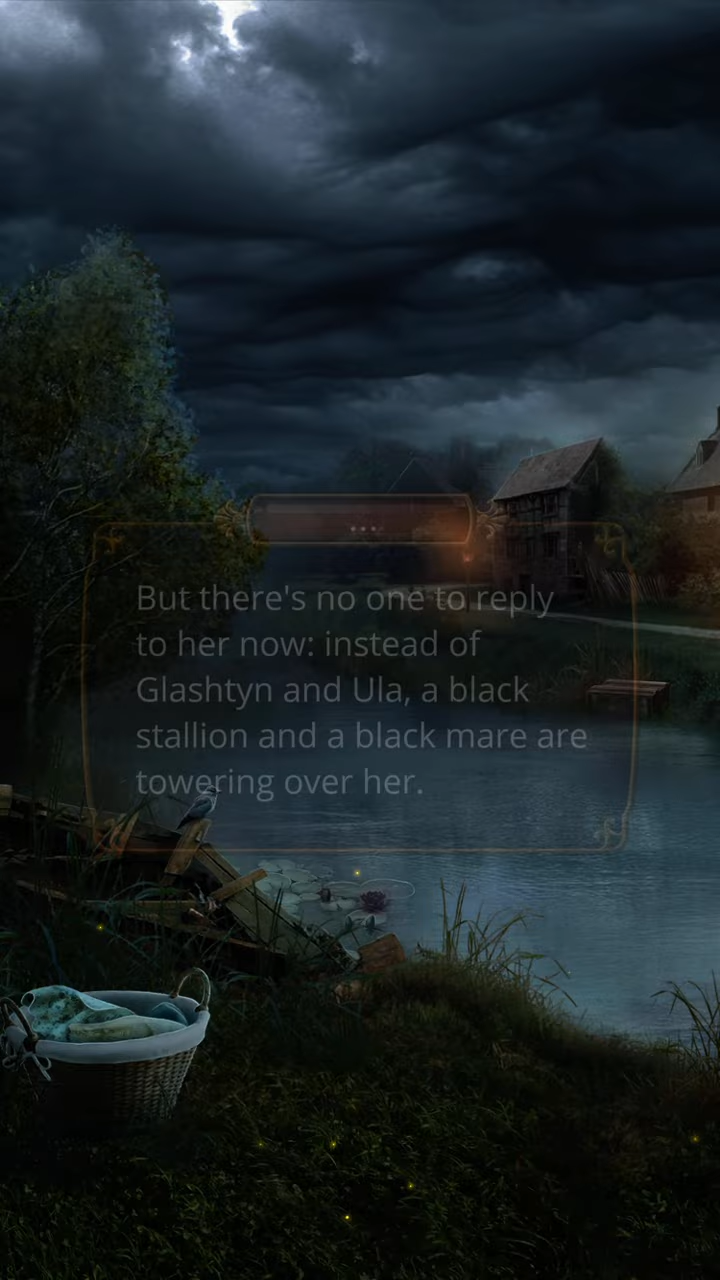 ...
But there's no one to reply
to her now: instead of
Glashtyn and Ula, a black
stallion and a black mare are
towering over her.